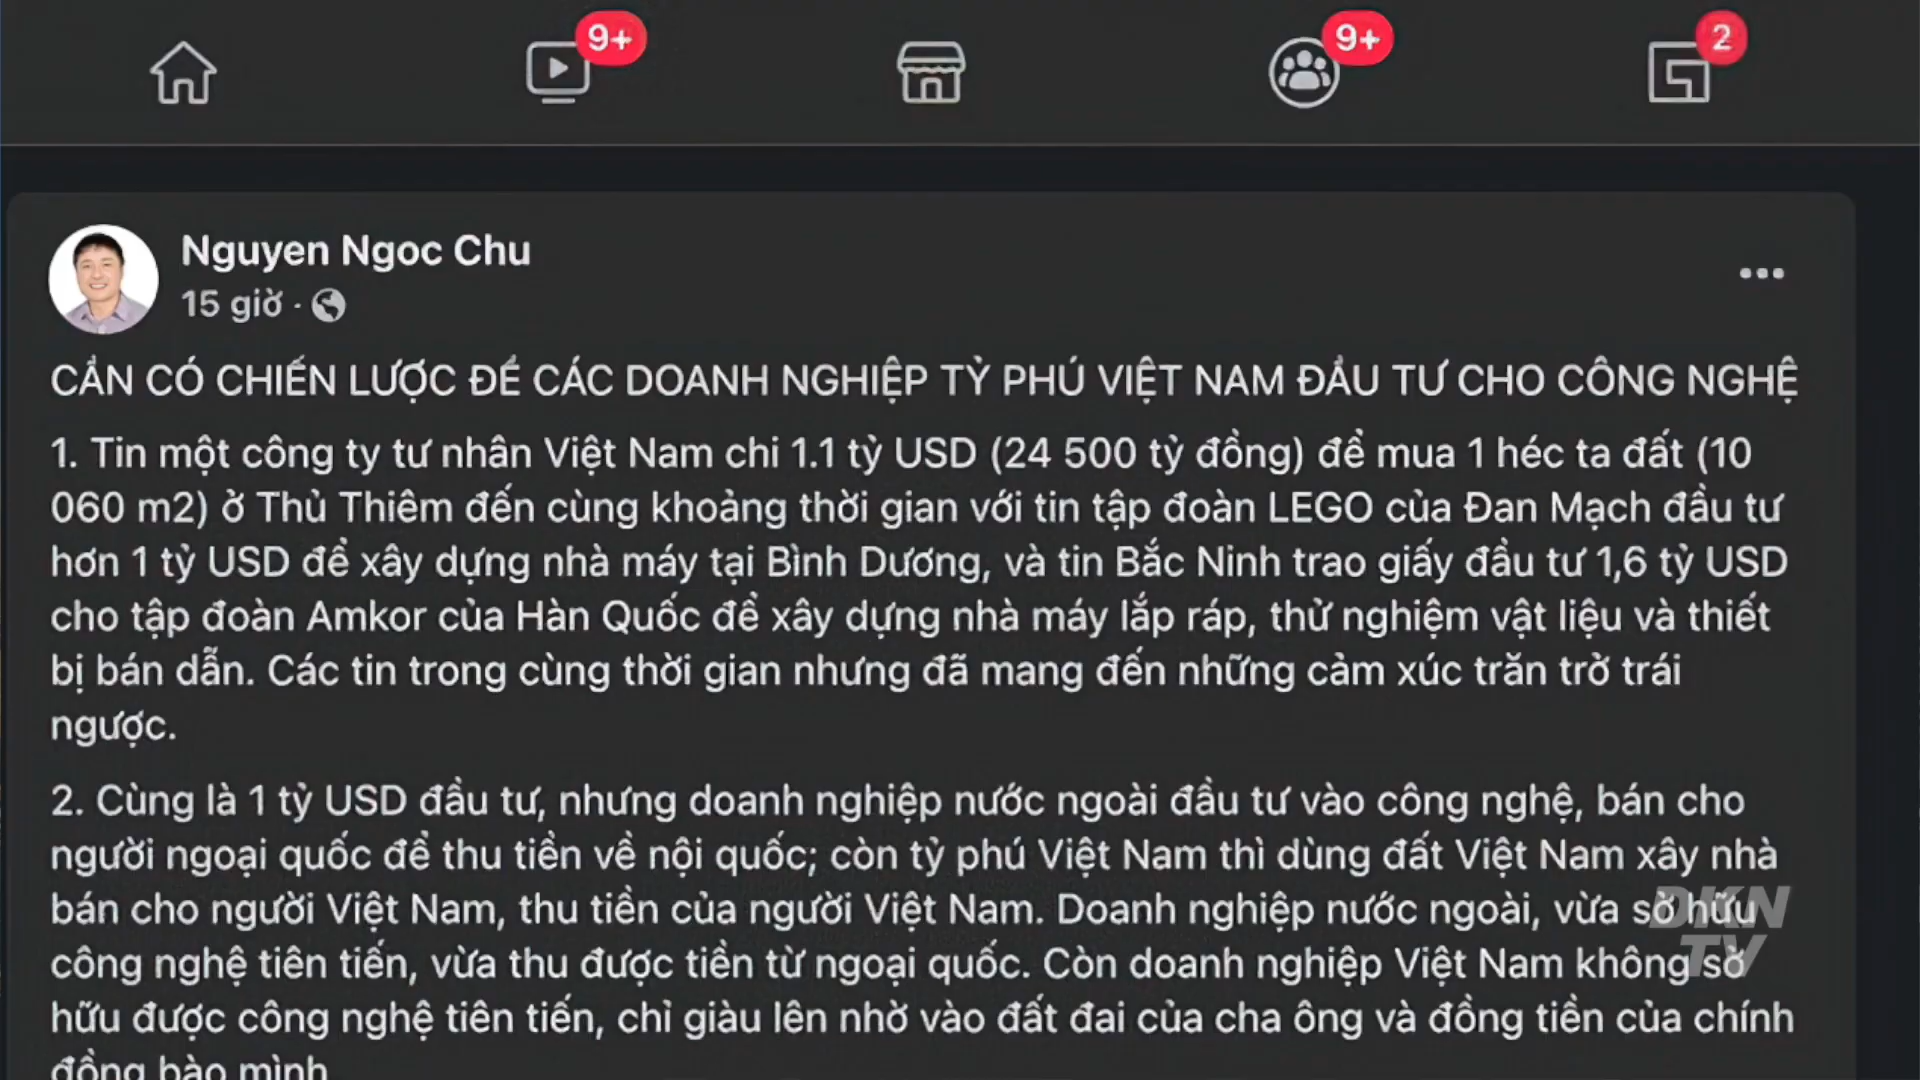 9+
9+
2
Nguyen Ngoc Chu
15 giờ ·
CẦN CÓ CHIẾN LƯỢC ĐỂ CÁC DOANH NGHIỆP TỶ PHÚ VIỆT NAM ĐẦU TƯ CHO CÔNG NGHỆ
1. Tin một công ty tư nhân Việt Nam chi 1.1 tỷ USD (24 500 tỷ đồng) để mua 1 héc ta đất (10
060 m2) ở Thủ Thiêm đến cùng khoảng thời gian với tin tập đoàn LEGO của Đan Mạch đầu tư
hơn 1 tỷ USD để xây dựng nhà máy tại Bình Dương, và tin Bắc Ninh trao giấy đầu tư 1,6 tỷ USD
cho tập đoàn Amkor của Hàn Quốc để xây dựng nhà máy lắp ráp, thử nghiệm vật liệu và thiết
bị bán dẫn. Các tin trong cùng thời gian nhưng đã mang đến những cảm xúc trăn trở trái
ngược.
2. Cùng là 1 tỷ USD đầu tư, nhưng doanh nghiệp nước ngoài đầu tư vào công nghệ, bán cho
người ngoại quốc để thu tiền về nội quốc; còn tỷ phú Việt Nam thì dùng đất Việt Nam xây nhà
bán cho người Việt Nam, thu tiền của người Việt Nam. Doanh nghiệp nước ngoài, vừa sở hữu
công nghệ tiên tiến, vừa thu được tiền từ ngoại quốc. Còn doanh nghiệp Việt Nam không sở
hữu được công nghệ tiên tiến, chỉ giàu lên nhờ vào đất đai của cha ông và đồng tiền của chính
đồng bào mình.
DKN
TV